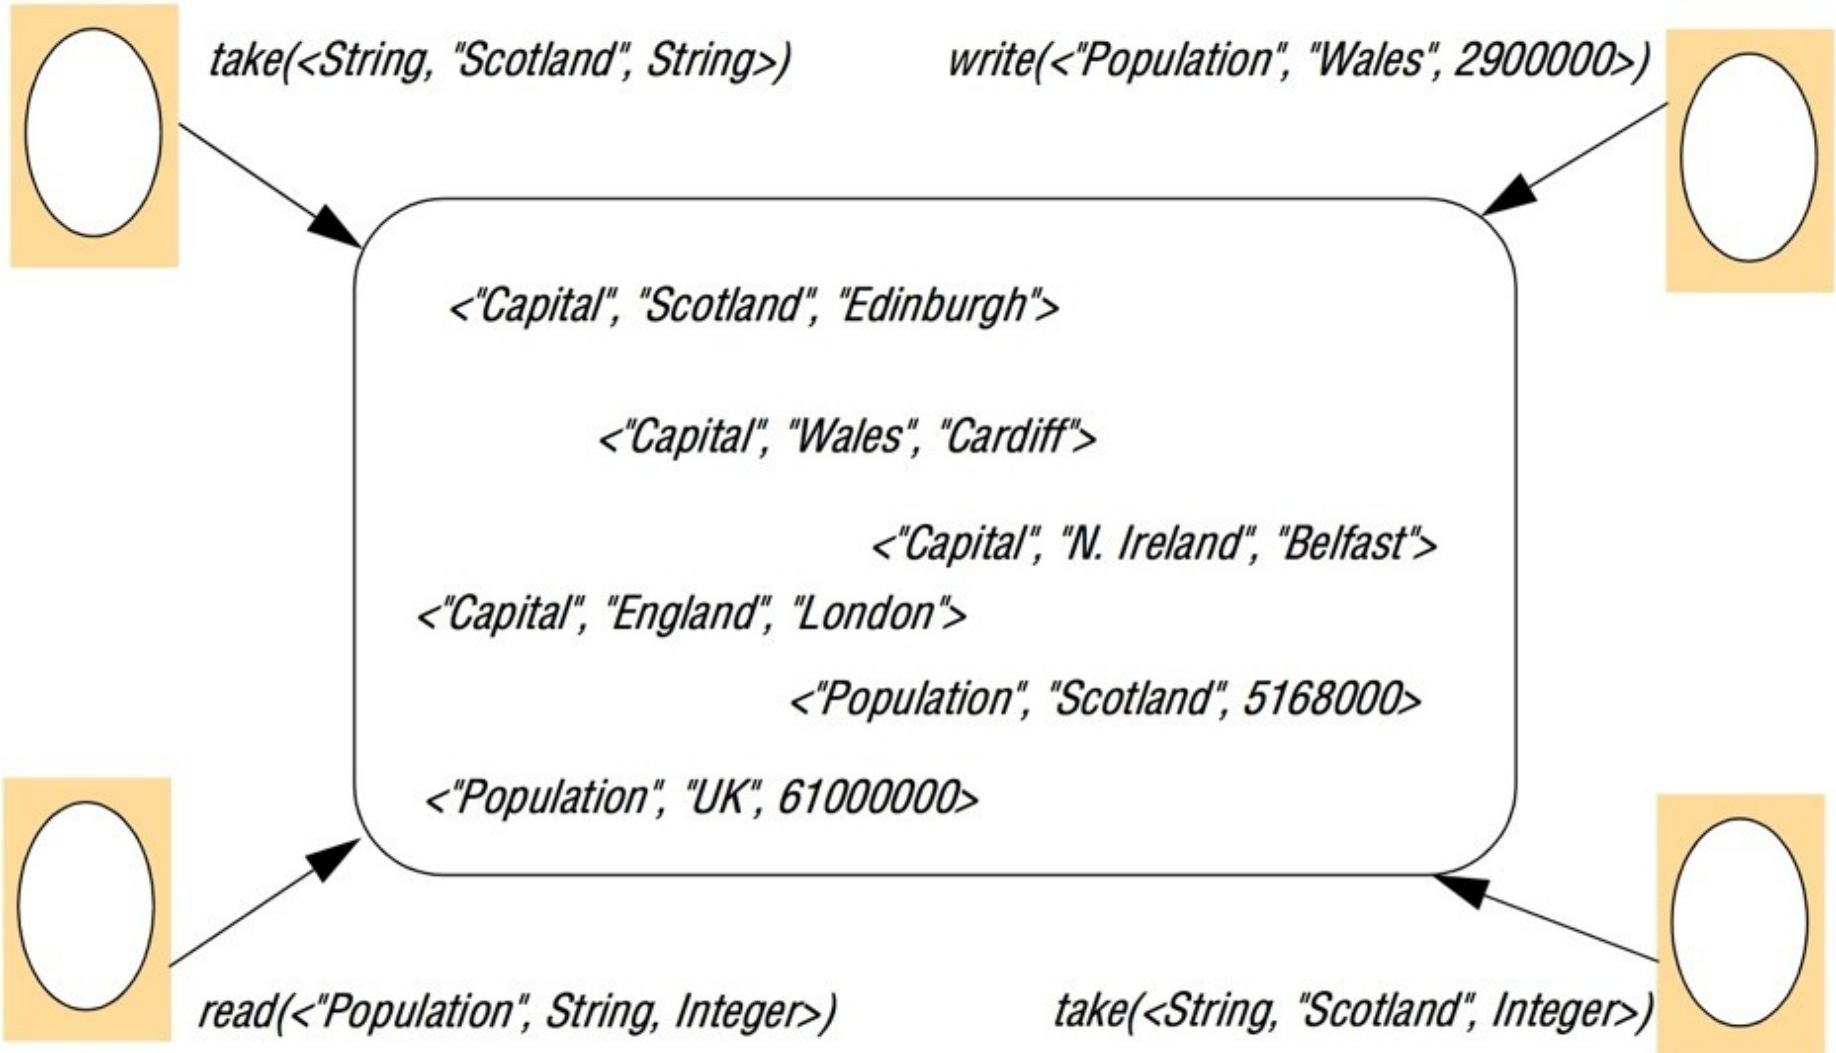 take(<String, "Scotland", String>)
write(<"Population", "Wales", 2900000>)
<"Capital", "Scotland", "Edinburgh">
<"Capital", "Wales", "Cardiff">
<"Capital", "N. Ireland", "Belfast">
<"Capital", "England", "London">
<"Population", "Scotland", 5168000>
<"Population", "UK", 61000000>
read(<"Population", String, Integer>)
take(<String, "Scotland", Integer>)